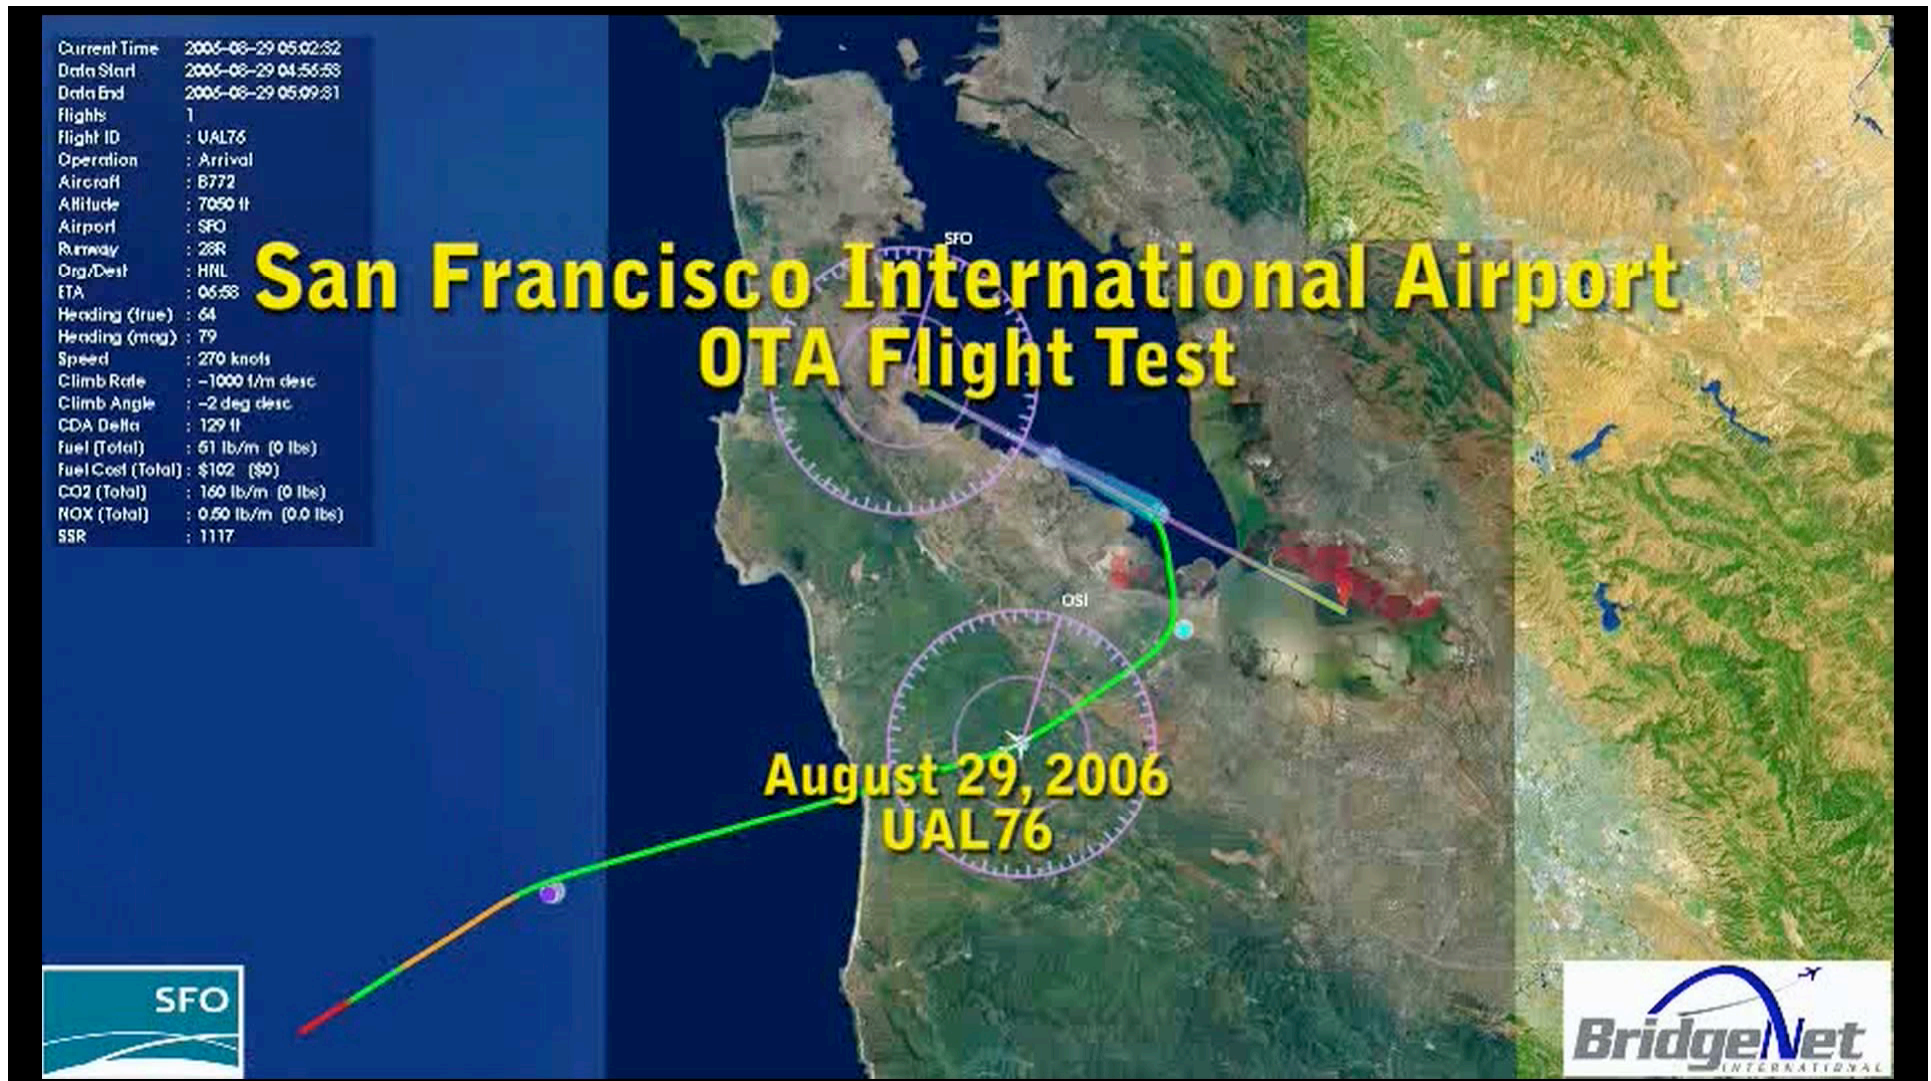 Current Time 2006-08-29 05:02:32
Data Start 2006-08-29 04:56:58
Data End 2006-08-29 05:09:31
Flights 1
Flight ID : UAL76
Operation : Arrival
Aircraft : B772
Altitude : 7050 ft
Airport : SFO
Runway : 28R
Org/Dest : HNL
ETA : 06:58
Heading (true) : 64
Heading (mag) : 79
Speed : 270 knots
Climb Rate : -1000 f/m desc
Climb Angle : -2 deg desc
CDA Delta : 129 ft
Fuel (Total) : 51 lb/m (0 lbs)
Fuel Cost (Total) : $102 ($0)
CO2 (Total) : 160 lb/m (0 lbs)
NOX (Total) : 0.50 lb/m (0.0 lbs)
SSR : 1117
SFO
San Francisco International Airport
OTA Flight Test
OSI
August 29, 2006
UAL76
SFO
BridgeNet
INTERNATIONAL